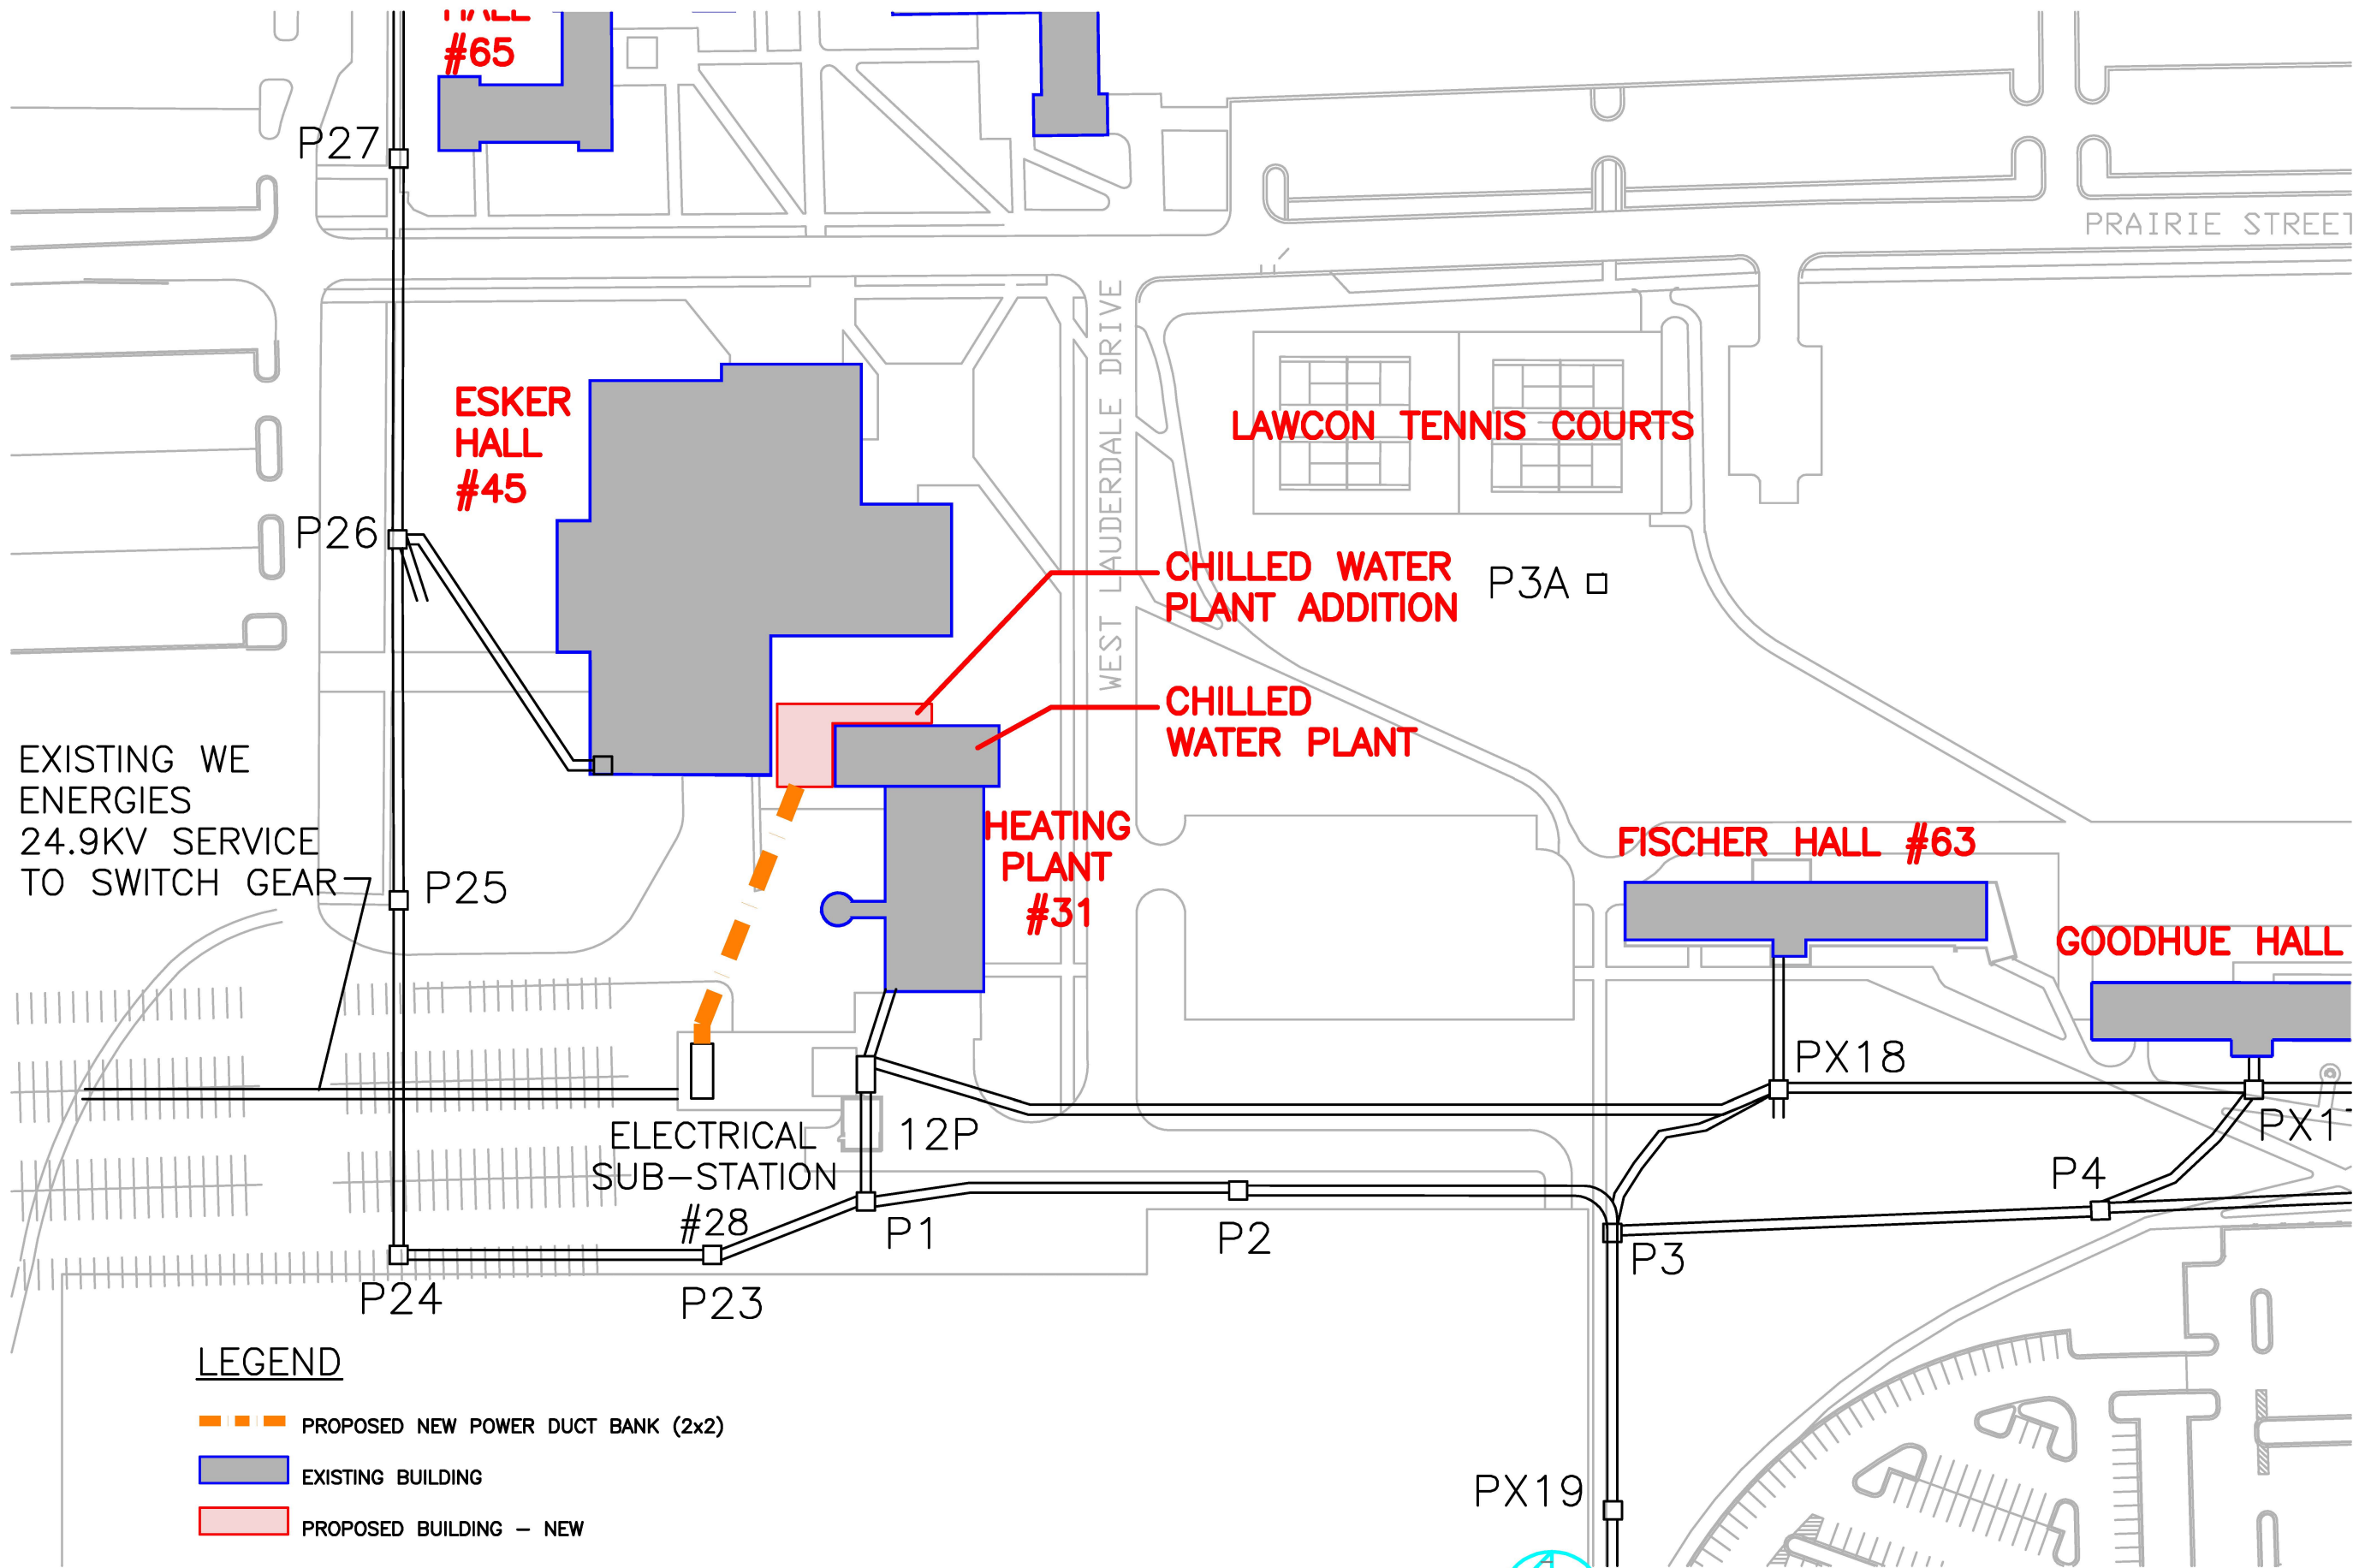 #65
P27
PRAIRIE STREET
WEST LAUDERDALE DRIVE
ESKER
HALL
#45
LAWCON TENNIS COURTS
P26
CHILLED WATER
PLANT ADDITION
P3A
CHILLED
WATER PLANT
EXISTING WE
ENERGIES
24.9KV SERVICE
TO SWITCH GEAR
P25
HEATING
PLANT
#31
FISCHER HALL #63
GOODHUE HALL
PX18
12P
ELECTRICAL
SUB-STATION
#28
PX1
P4
P1
P2
P3
P24
P23
LEGEND
PROPOSED NEW POWER DUCT BANK (2x2)
EXISTING BUILDING
PROPOSED BUILDING - NEW
PX19